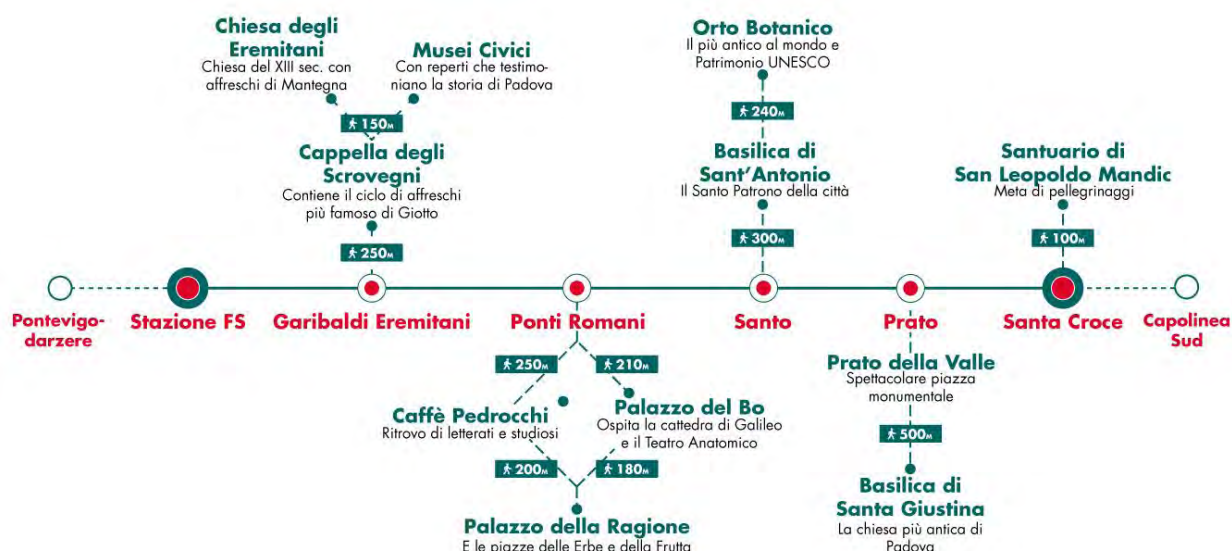 Chiesa degli
Eremitani
Chiesa del XIII sec. con
affreschi di Mantegna
Musei Civici
Con reperti che testimo-
niano la storia di Padova
150M
Cappella degli
Scrovegni
Contiene il ciclo di affreschi
più famoso di Giotto
250M
Orto Botanico
Il più antico al mondo e
Patrimonio UNESCO
240M
Basilica di
Sant'Antonio
Il Santo Patrono della città
300M
Santuario di
San Leopoldo Mandic
Meta di pellegrinaggi
100M
Pontevigo-
darzere
Stazione FS
Garibaldi Eremitani
Ponti Romani
Santo
Prato
Santa Croce
Capolinea
Sud
250M
210M
Caffè Pedrocchi
Ritrovo di letterati e studiosi
Palazzo del Bo
Ospita la cattedra di Galileo
e il Teatro Anatomico
200M
180M
Palazzo della Ragione
E le piazze delle Erbe e della Frutta
Prato della Valle
Spettacolare piazza
monumentale
500M
Basilica di
Santa Giustina
La chiesa più antica di
Padova